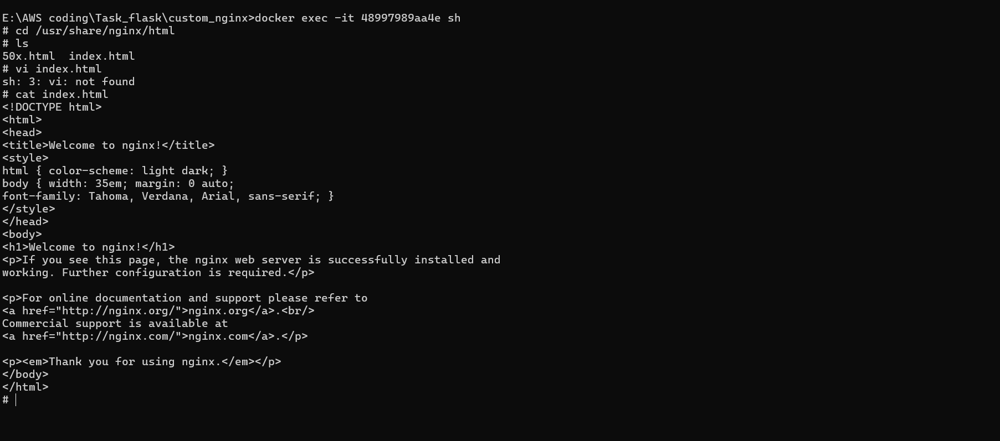 E:\AWS coding\Task_flask\custom_nginx>docker exec -it 48997989aa4e sh
# cd /usr/share/nginx/html
# ls
50x.html  index.html
# vi index.html
sh: 3: vi: not found
# cat index.html
<!DOCTYPE html>
<html>
<head>
<title>Welcome to nginx!</title>
<style>
html { color-scheme: light dark; }
body { width: 35em; margin: 0 auto;
font-family: Tahoma, Verdana, Arial, sans-serif; }
</style>
</head>
<body>
<h1>Welcome to nginx!</h1>
<p>If you see this page, the nginx web server is successfully installed and
working. Further configuration is required.</p>

<p>For online documentation and support please refer to
<a href="http://nginx.org/">nginx.org</a>.<br/>
Commercial support is available at
<a href="http://nginx.com/">nginx.com</a>.</p>

<p><em>Thank you for using nginx.</em></p>
</body>
</html>
#